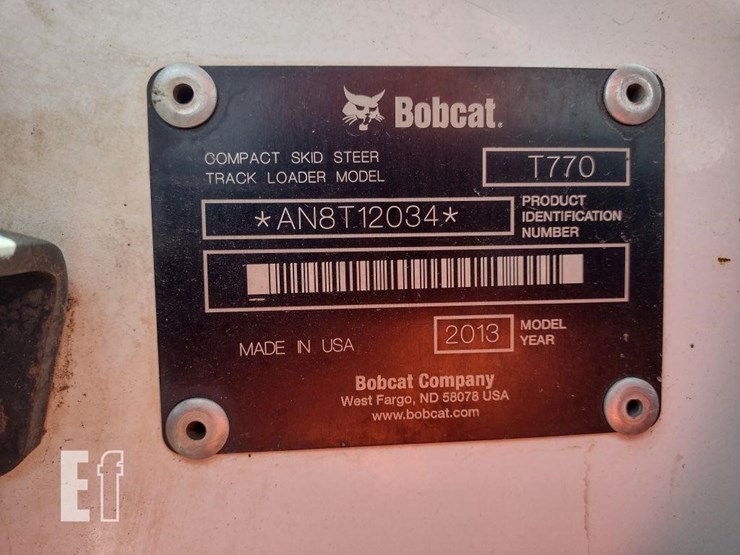 Bobcat.
COMPACT SKID STEER
TRACK LOADER MODEL
T770
*AN8T12034*
PRODUCT
IDENTIFICATION
NUMBER
MADE IN USA
2013
MODEL
YEAR
Bobcat Company
West Fargo, ND 58078 USA
www.bobcat.com
Ef